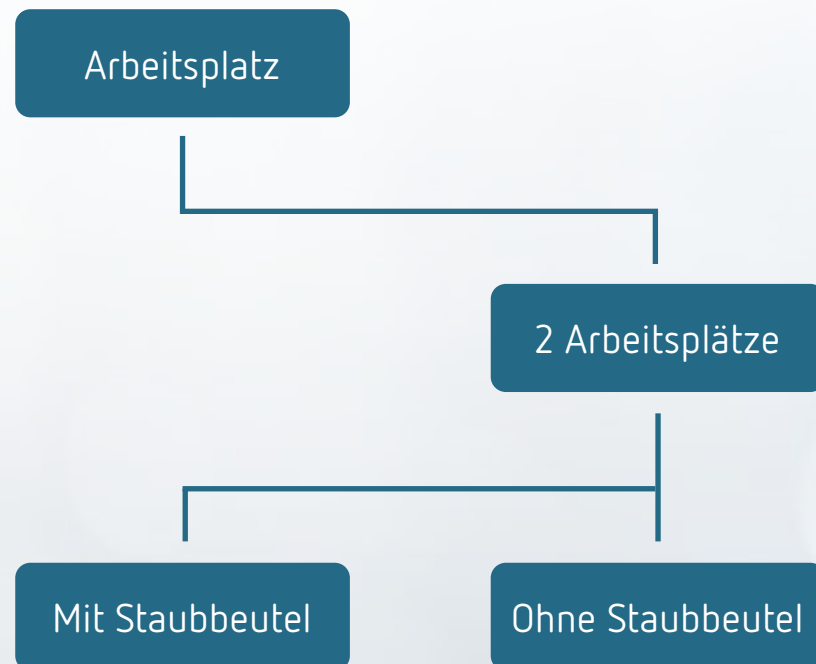 Arbeitsplatz
2 Arbeitsplätze
Mit Staubbeutel
Ohne Staubbeutel